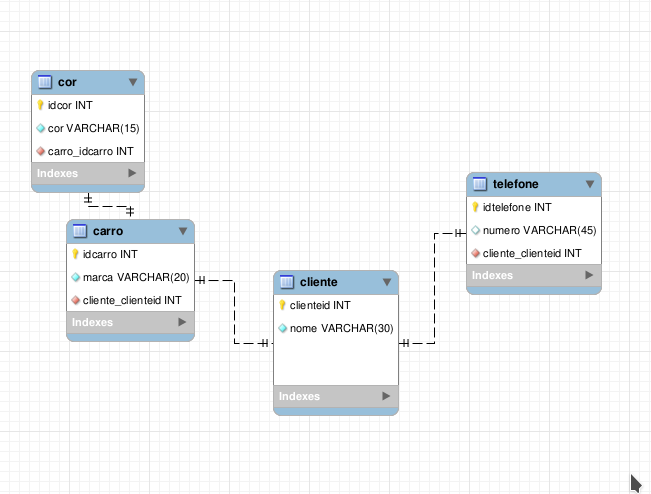 cor
idcor INT
cor VARCHAR(15)
carro_idcarro INT
Indexes
carro
idcarro INT
marca VARCHAR(20)
cliente_clienteid INT
Indexes
cliente
clienteid INT
nome VARCHAR(30)
Indexes
telefone
idtelefone INT
numero VARCHAR(45)
cliente_clienteid INT
Indexes